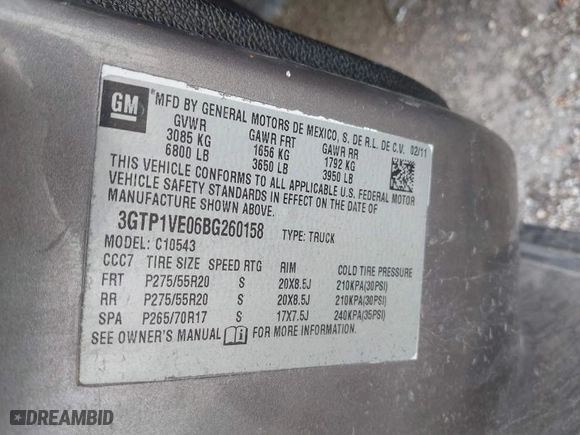 GM
MFD BY GENERAL MOTORS DE MEXICO, S. DE R.L. DE C.V. 02/11
GVWR GAWR FRT GAWR RR
3085 KG 1656 KG 1792 KG
6800 LB 3650 LB 3950 LB
THIS VEHICLE CONFORMS TO ALL APPLICABLE U.S. FEDERAL MOTOR
VEHICLE SAFETY STANDARDS IN EFFECT ON THE DATE OF
MANUFACTURE SHOWN ABOVE.
3GTP1VE06BG260158 TYPE: TRUCK
MODEL: C10543
CCC7 TIRE SIZE SPEED RTG RIM COLD TIRE PRESSURE
FRT P275/55R20 S 20X8.5J 210KPA(30PSI)
RR P275/55R20 S 20X8.5J 210KPA(30PSI)
SPA P265/70R17 S 17X7.5J 240KPA(35PSI)
SEE OWNER'S MANUAL FOR MORE INFORMATION.
DREAMBID